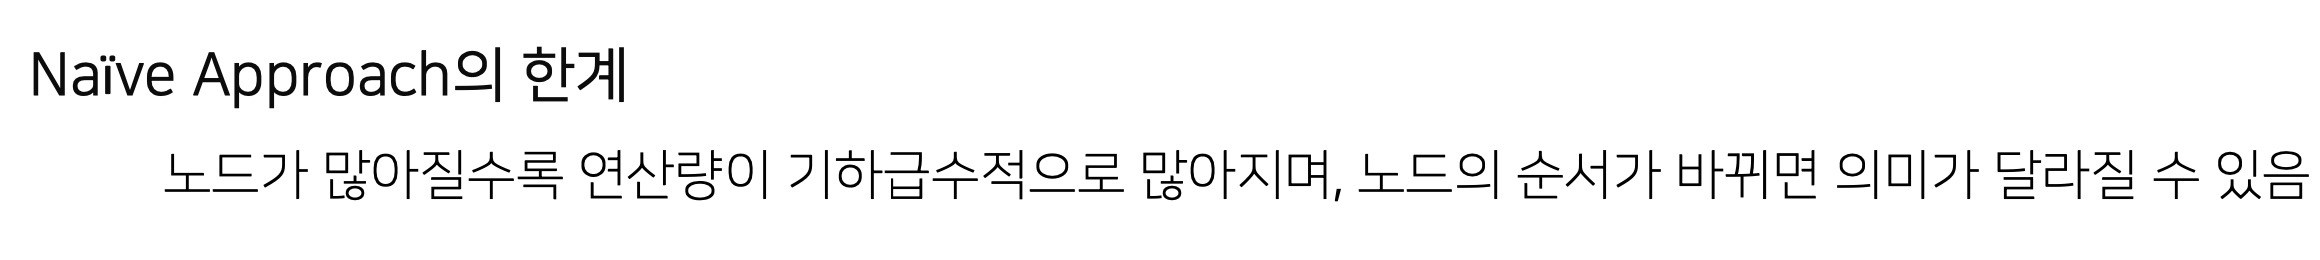 Naïve Approach의 한계
노드가 많아질수록 연산량이 기하급수적으로 많아지며, 노드의 순서가 바뀌면 의미가 달라질 수 있음